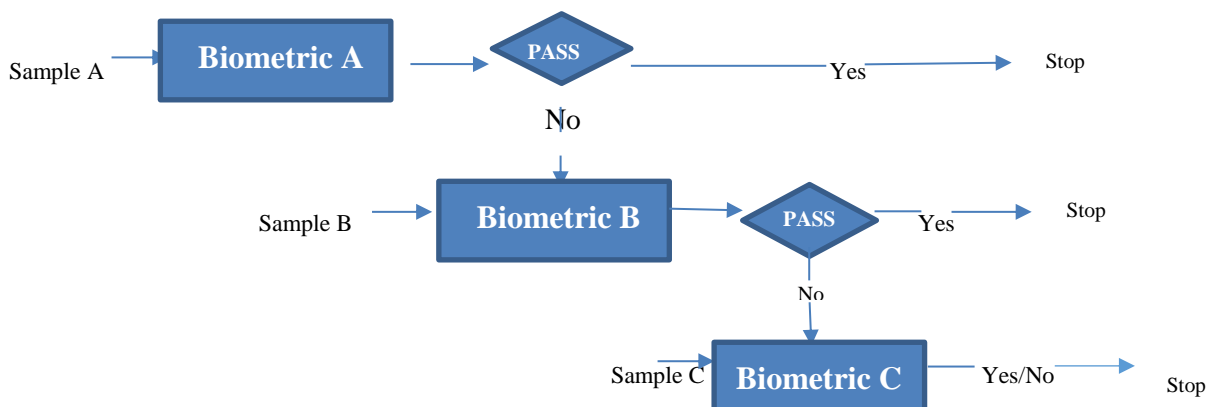 Sample A
Biometric A
PASS
Yes
Stop
No
Sample B
Biometric B
PASS
Yes
Stop
No
Sample C
Biometric C
Yes/No
Stop